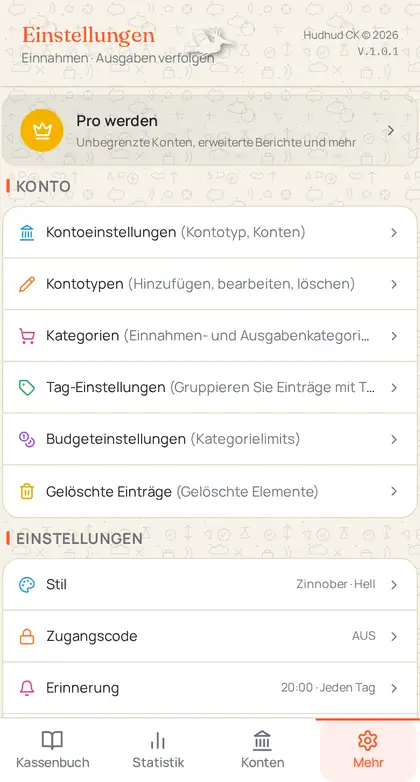 Einstellungen
Einnahmen · Ausgaben verfolgen
Hudhud CK © 2026
V.1.0.1
Pro werden
Unbegrenzte Konten, erweiterte Berichte und mehr
KONTO
Kontoeinstellungen (Kontotyp, Konten)
Kontotypen (Hinzufügen, bearbeiten, löschen)
Kategorien (Einnahmen- und Ausgabenkategori...
Tag-Einstellungen (Gruppieren Sie Einträge mit T...
Budgeteinstellungen (Kategorielimits)
Gelöschte Einträge (Gelöschte Elemente)
EINSTELLUNGEN
Stil
Zinnober · Hell
Zugangscode
AUS
Erinnerung
20:00 · Jeden Tag
Kassenbuch
Statistik
Konten
Mehr